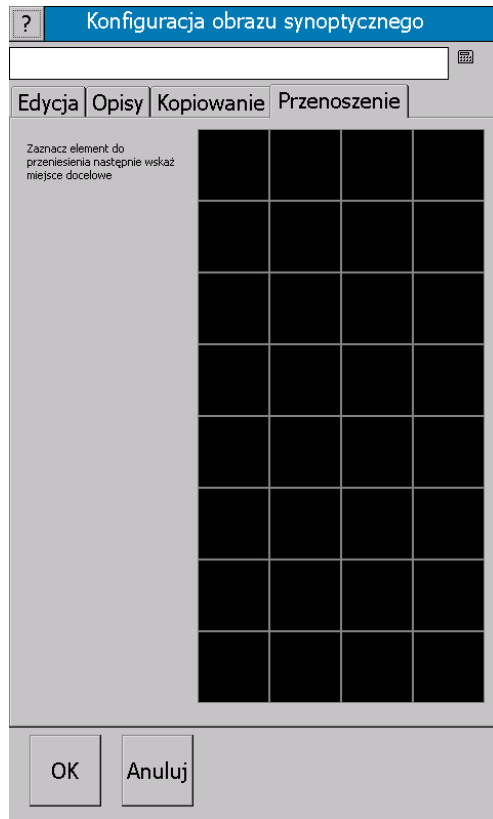 ? Konfiguracja obrazu synoptycznego
Edycja Opisy Kopiowanie Przenoszenie
Zaznacz element do
przeniesienia następnie wskaż
miejsce docelowe
OK Anuluj